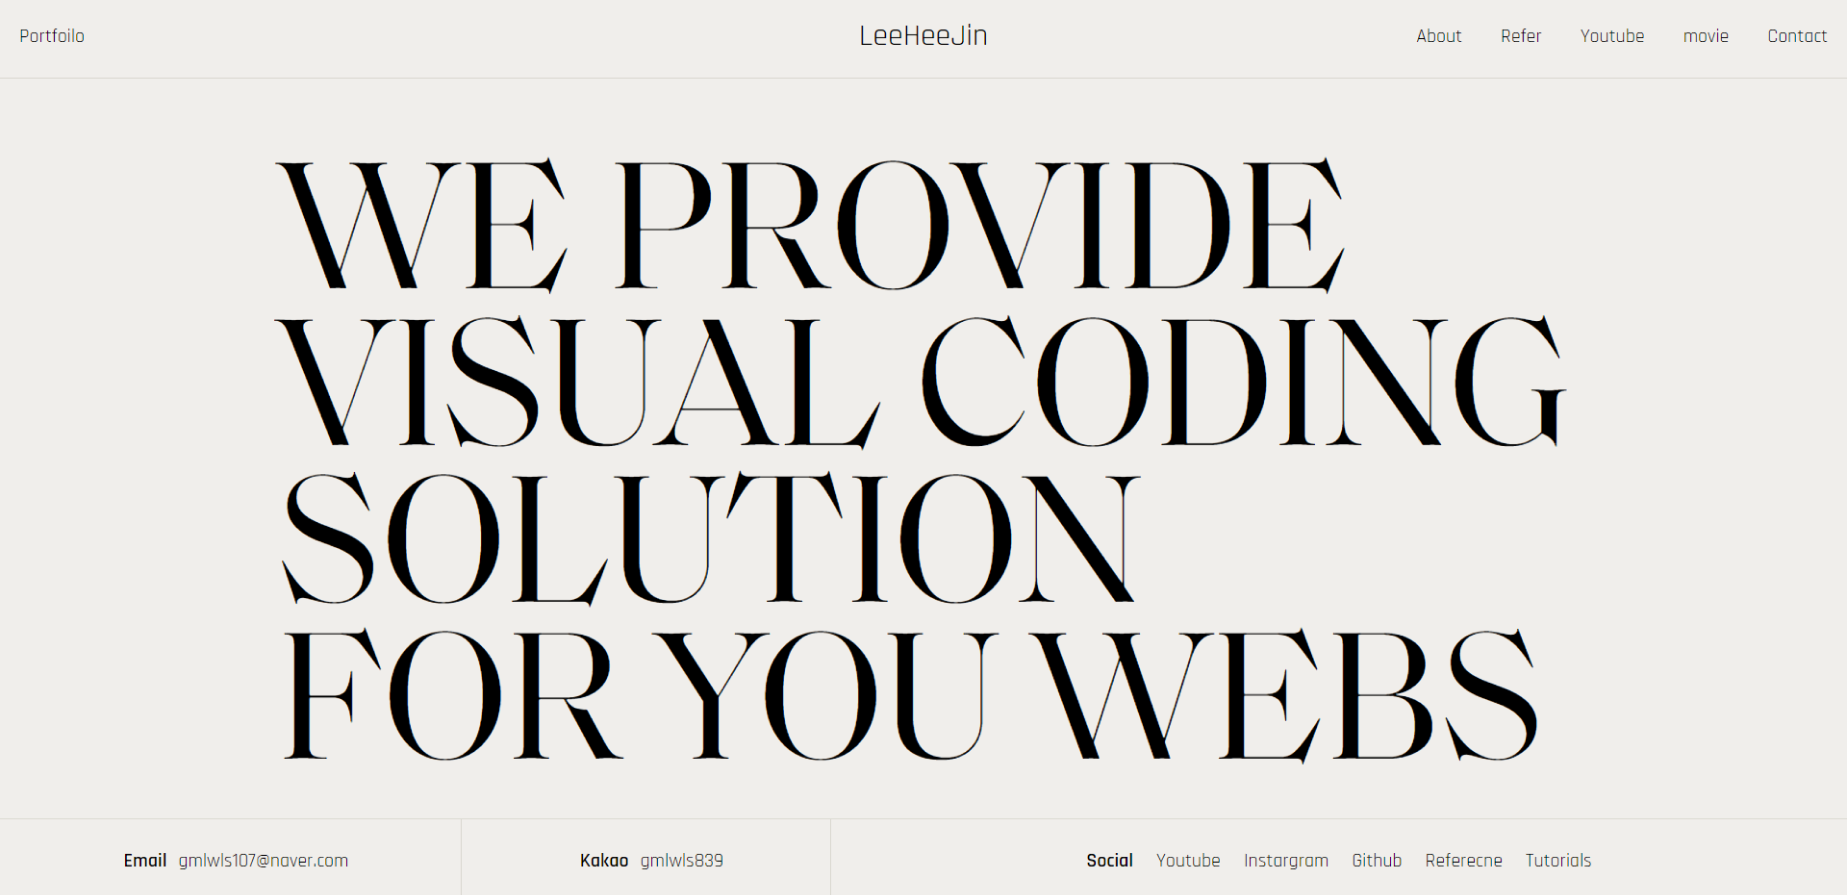 Portfoilo LeeHeeJin About Refer Youtube movie Contact
WE PROVIDE
VISUAL CODING
SOLUTION
FOR YOU WEBS
Email gmlwls107@naver.com Kakao gmlwls839 Social Youtube Instargram Github Referecne Tutorials